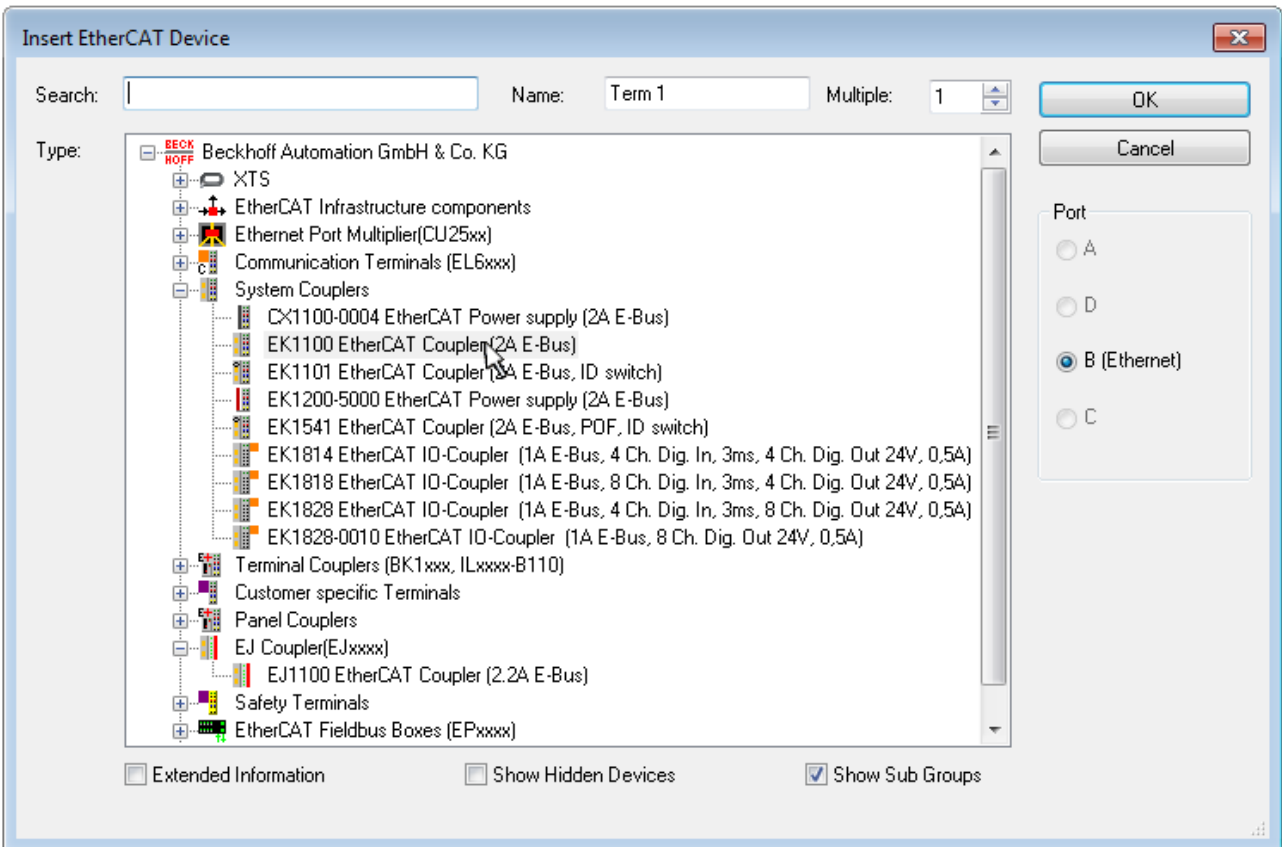 Insert EtherCAT Device
Search:
Name: Term 1
Multiple: 1
OK
Type:
BECK
HOFF
Beckhoff Automation GmbH & Co. KG
Cancel
XTS
EtherCAT Infrastructure components
Ethernet Port Multiplier(CU25xx)
C
Communication Terminals (EL6xxx)
System Couplers
CX1100-0004 EtherCAT Power supply (2A E-Bus)
EK1100 EtherCAT Coupler (2A E-Bus)
EK1101 EtherCAT Coupler (2A E-Bus, ID switch)
EK1200-5000 EtherCAT Power supply (2A E-Bus)
EK1541 EtherCAT Coupler (2A E-Bus, POF, ID switch)
EK1814 EtherCAT IO-Coupler (1A E-Bus, 4 Ch. Dig. In, 3ms, 4 Ch. Dig. Out 24V, 0,5A)
EK1818 EtherCAT IO-Coupler (1A E-Bus, 8 Ch. Dig. In, 3ms, 4 Ch. Dig. Out 24V, 0,5A)
EK1828 EtherCAT IO-Coupler (1A E-Bus, 4 Ch. Dig. In, 3ms, 8 Ch. Dig. Out 24V, 0,5A)
EK1828-0010 EtherCAT IO-Coupler (1A E-Bus, 8 Ch. Dig. Out 24V, 0,5A)
Terminal Couplers (BK1xxx, ILxxxx-B110)
Customer specific Terminals
Panel Couplers
EJ Coupler(EJxxxx)
EJ1100 EtherCAT Coupler (2.2A E-Bus)
Safety Terminals
EtherCAT Fieldbus Boxes (EPxxxx)
Port
A
D
B (Ethernet)
C
Extended Information
Show Hidden Devices
Show Sub Groups